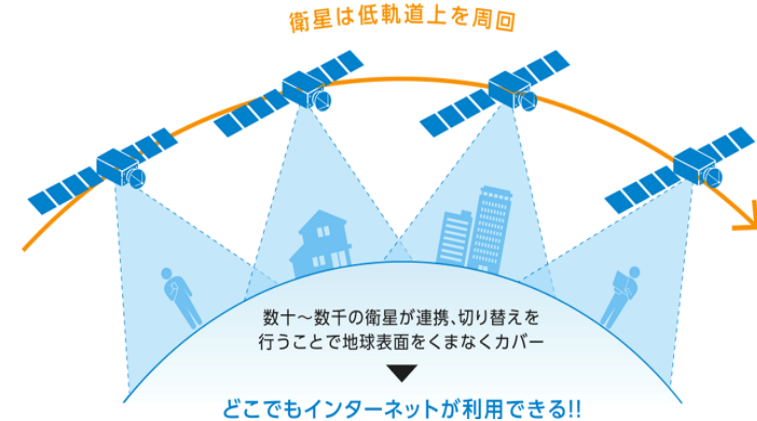 衛星は低軌道上を周回
数十～数千の衛星が連携、切り替えを
行うことで地球表面をくまなくカバー
どこでもインターネットが利用できる!!